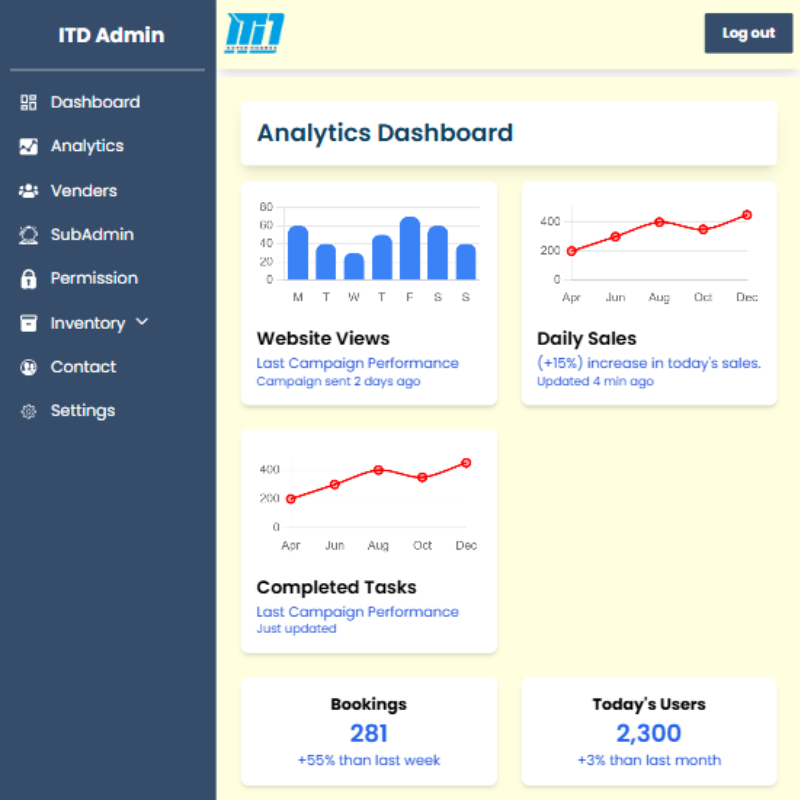 ITD Admin
Dashboard
Analytics
Venders
SubAdmin
Permission
Inventory
Contact
Settings
Log out
Analytics Dashboard
80
60
40
20
0
M T W T F S S
Website Views
Last Campaign Performance
Campaign sent 2 days ago
400
200
0
Apr Jun Aug Oct Dec
Daily Sales
(+15%) increase in today's sales.
Updated 4 min ago
400
200
0
Apr Jun Aug Oct Dec
Completed Tasks
Last Campaign Performance
Just updated
Bookings
281
+55% than last week
Today's Users
2,300
+3% than last month